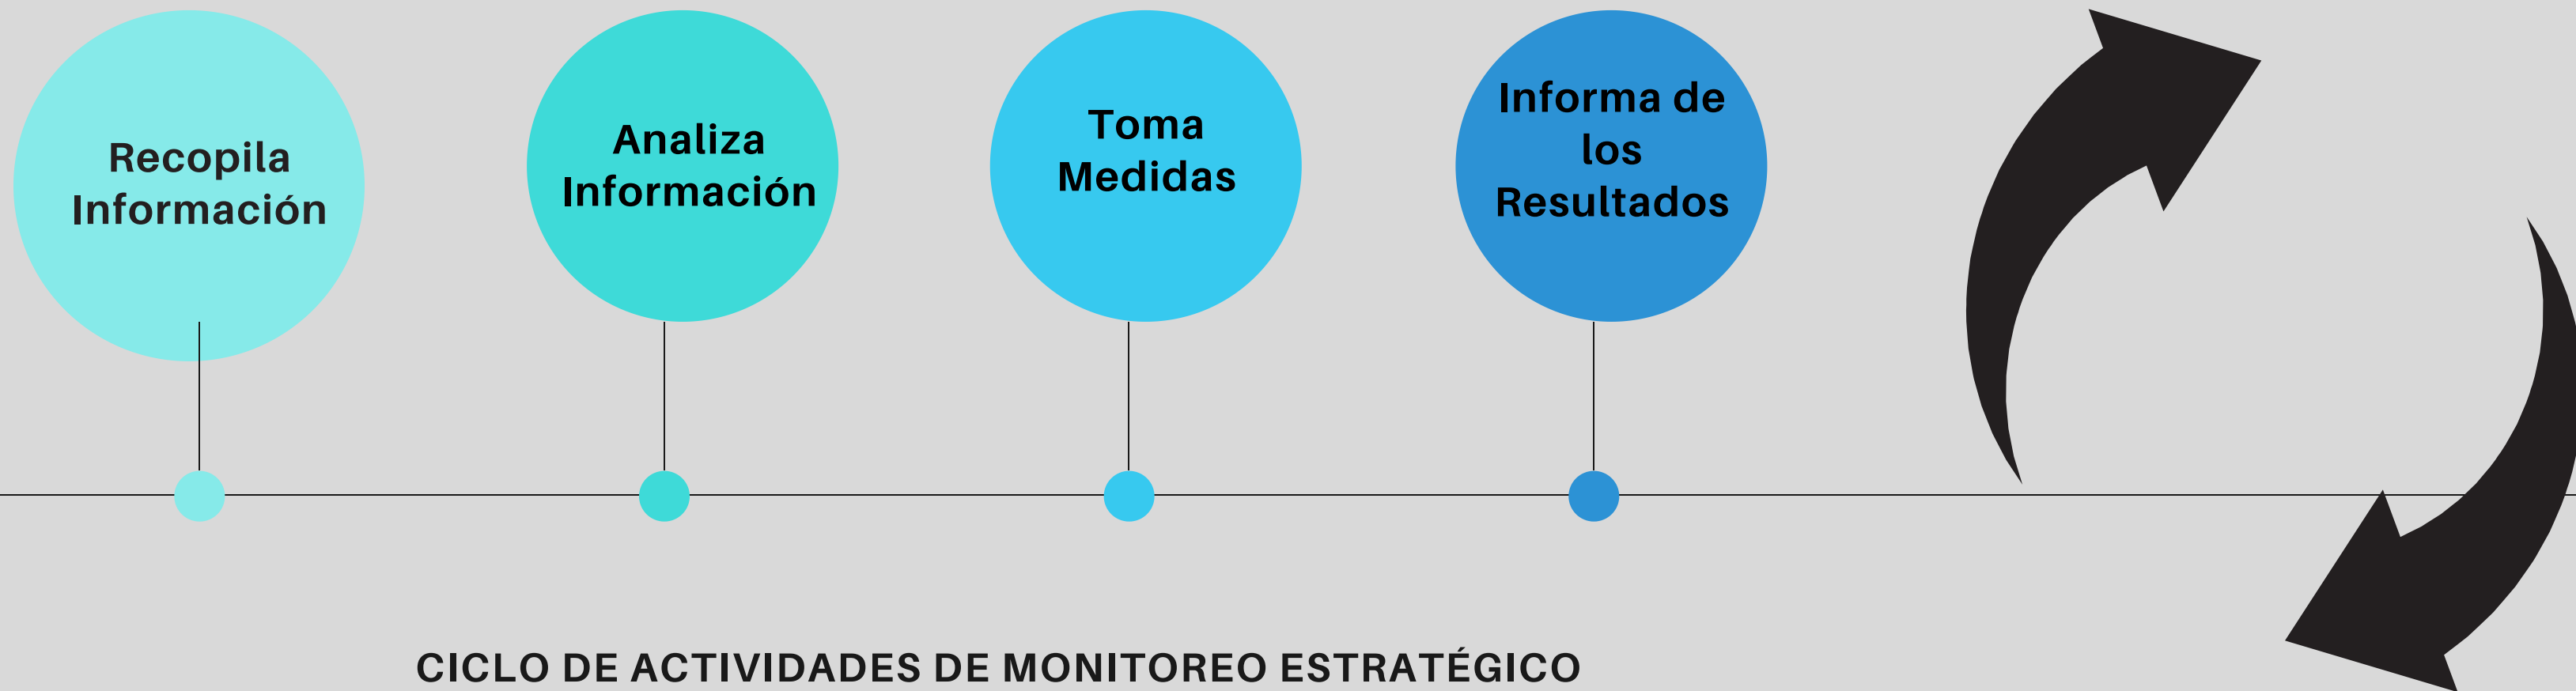 Recopila
Información
Analiza
Información
Toma
Medidas
Informa de
los
Resultados
CICLO DE ACTIVIDADES DE MONITOREO ESTRATÉGICO